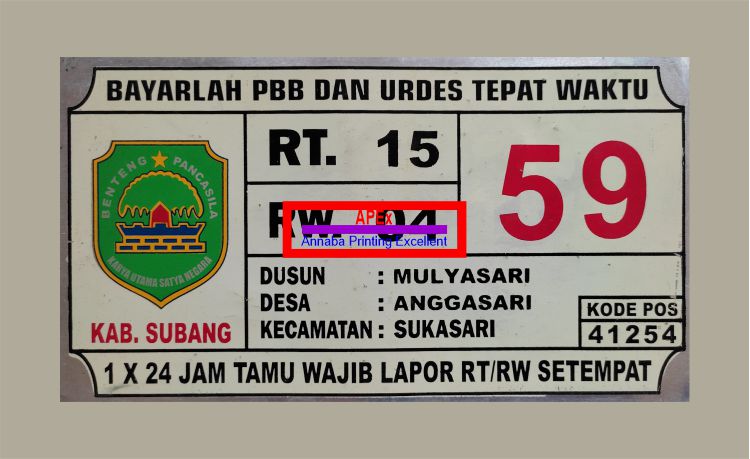 BAYARLAH PBB DAN URDES TEPAT WAKTU
BENTENG PANCASILA
KARYA UTAMA SATYA NEGARA
KAB. SUBANG
RT. 15
RW. 04
APEx
Annaba Printing Excellent
59
DUSUN : MULYASARI
DESA : ANGGASARI
KECAMATAN : SUKASARI
KODE POS
41254
1 X 24 JAM TAMU WAJIB LAPOR RT/RW SETEMPAT